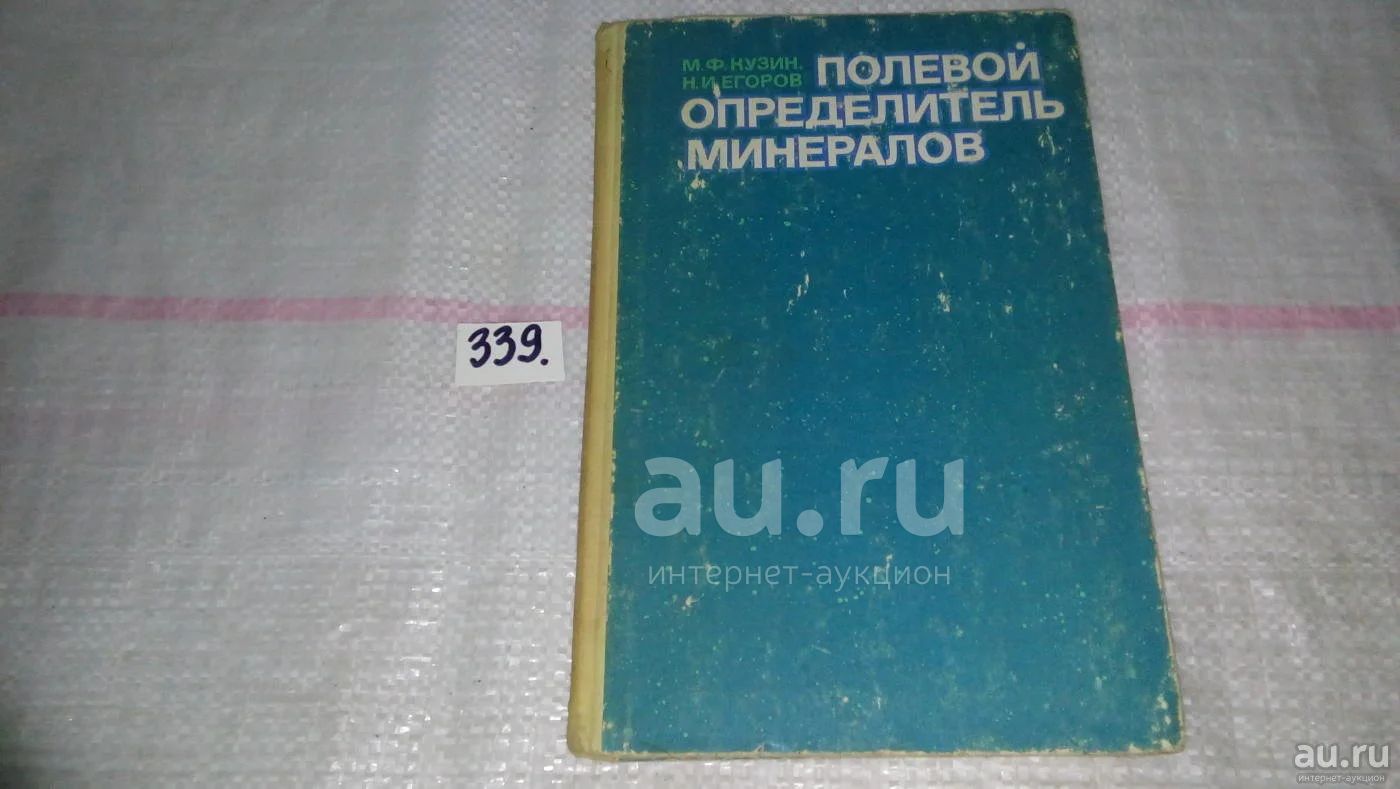 М.Ф. КУЗИН,
Н.И. ЕГОРОВ
ПОЛЕВОЙ
ОПРЕДЕЛИТЕЛЬ
МИНЕРАЛОВ
339.
au.ru
интернет-аукцион
au.ru
интернет-аукцион